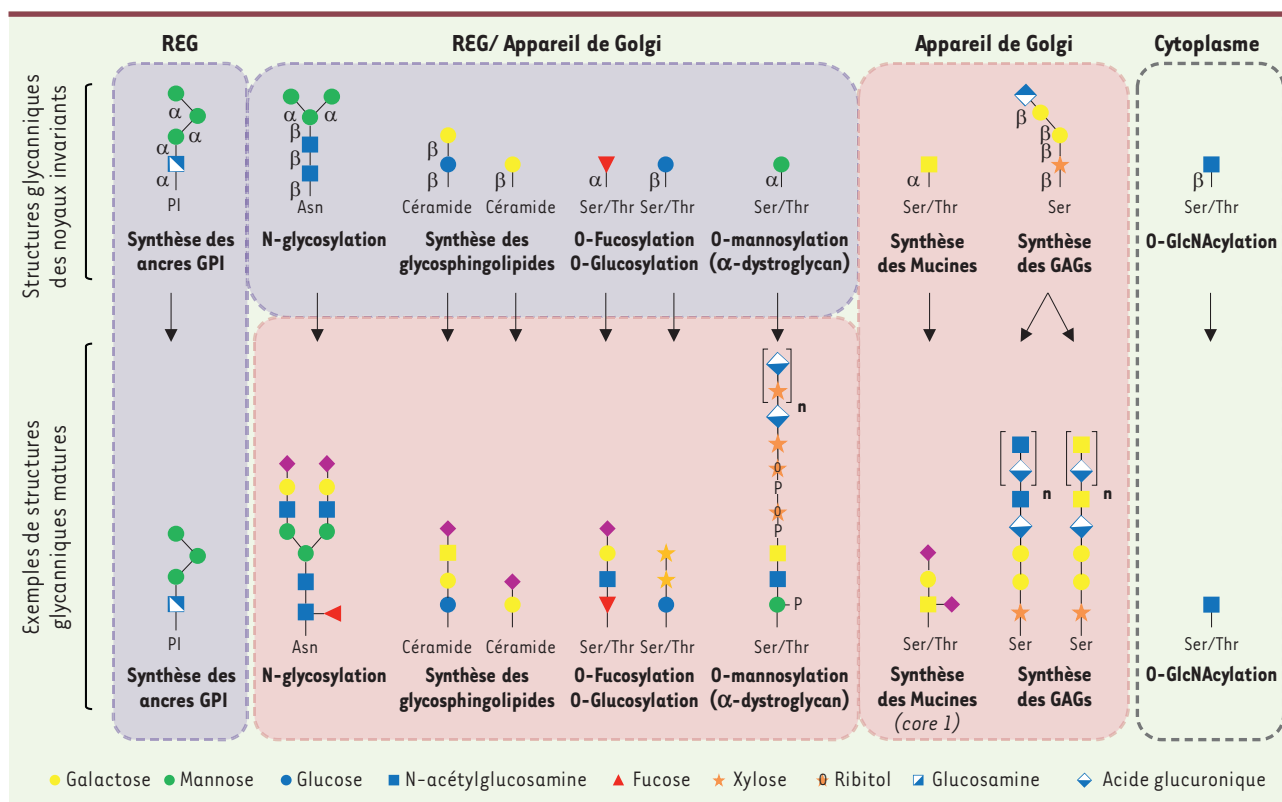 REG
REG/ Appareil de Golgi
Appareil de Golgi
Cytoplasme
Structures glycanniques
des noyaux invariants
α
α
α
α
PI
Synthèse des
ancres GPI
α
α
β
β
β
Asn
N-glycosylation
β
β
β
Céramide
Céramide
Synthèse des
glycosphingolipides
α
β
Ser/Thr
Ser/Thr
O-Fucosylation
O-Glucosylation
α
Ser/Thr
O-mannosylation
(α-dystroglycan)
α
Ser/Thr
Synthèse
des Mucines
β
β
β
β
Ser
Synthèse
des GAGs
β
Ser/Thr
O-GlcNAcylation
Exemples de structures
glycanniques matures
PI
Synthèse des
ancres GPI
Asn
N-glycosylation
Céramide
Céramide
Synthèse des
glycosphingolipides
Ser/Thr
Ser/Thr
O-Fucosylation
O-Glucosylation
n
O
P
O
P
P
Ser/Thr
O-mannosylation
(α-dystroglycan)
Ser/Thr
Synthèse
des Mucines
(core 1)
n
n
Ser
Ser
Synthèse
des GAGs
Ser/Thr
O-GlcNAcylation
Galactose
Mannose
Glucose
N-acétylglucosamine
Fucose
Xylose
O
Ribitol
Glucosamine
Acide glucuronique